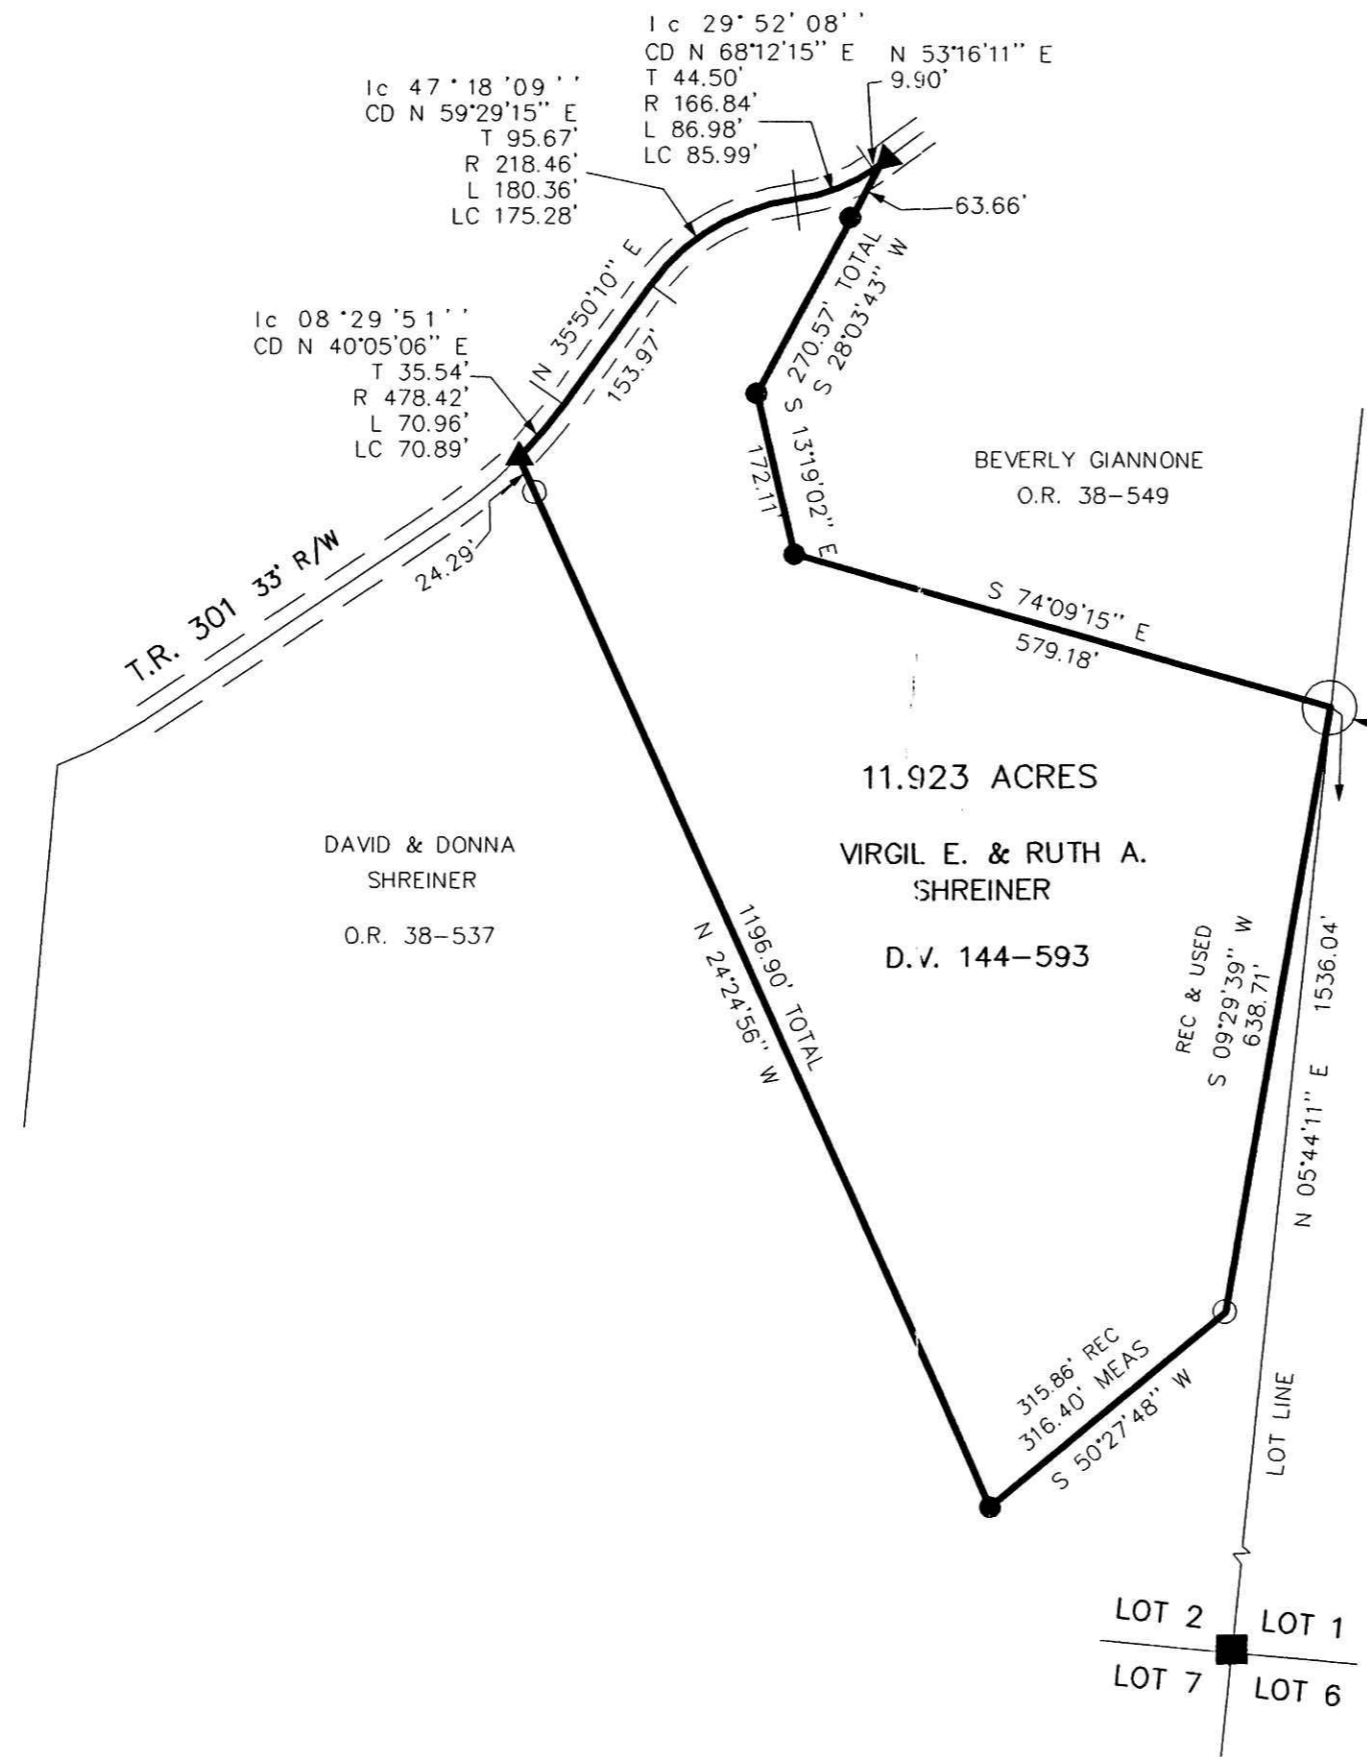 Ic 29°52'08''
CD N 68°12'15" E
T 44.50'
R 166.84'
L 86.98'
LC 85.99'
N 53°16'11" E
9.90'
Ic 47°18'09''
CD N 59°29'15" E
T 95.67'
R 218.46'
L 180.36'
LC 175.28'
63.66'
270.57' TOTAL
S 28°03'43" W
N 35°50'10" E
153.97'
Ic 08°29'51''
CD N 40°05'06" E
T 35.54'
R 478.42'
L 70.96'
LC 70.89'
S 13°19'02" E
172.11'
BEVERLY GIANNONE
O.R. 38-549
T.R. 301 33' R/W
24.29'
S 74°09'15" E
579.18'
11.923 ACRES
VIRGIL E. & RUTH A.
SHREINER
D.V. 144-593
DAVID & DONNA
SHREINER
O.R. 38-537
1196.90' TOTAL
N 24°24'56" W
REC & USED
S 09°29'39" W
638.71'
N 05°44'11" E 1536.04'
315.86' REC
316.40' MEAS
S 50°27'48" W
LOT LINE
LOT 2
LOT 1
LOT 7
LOT 6